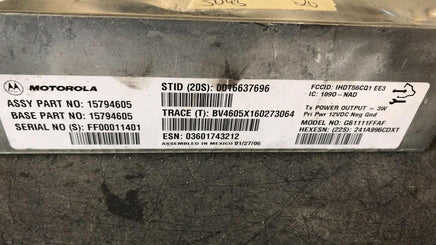 MOTOROLA
ASSY PART NO: 15794605
BASE PART NO: 15794605
SERIAL NO (S): FF00011401
STID (20S): 0016637696
TRACE (T): BV4605X160273064
ESN: 03601743212
ASSEMBLED IN MEXICO 01/27/06
FCCID: IHDT56CQ1 EE3
IC: 1090-NAD
Tx POWER OUTPUT = 3W
Pri Pwr 12VDC Neg Gnd
MODEL NO: G61111FFAF
HEXESN: (22S): 241A996CDXT